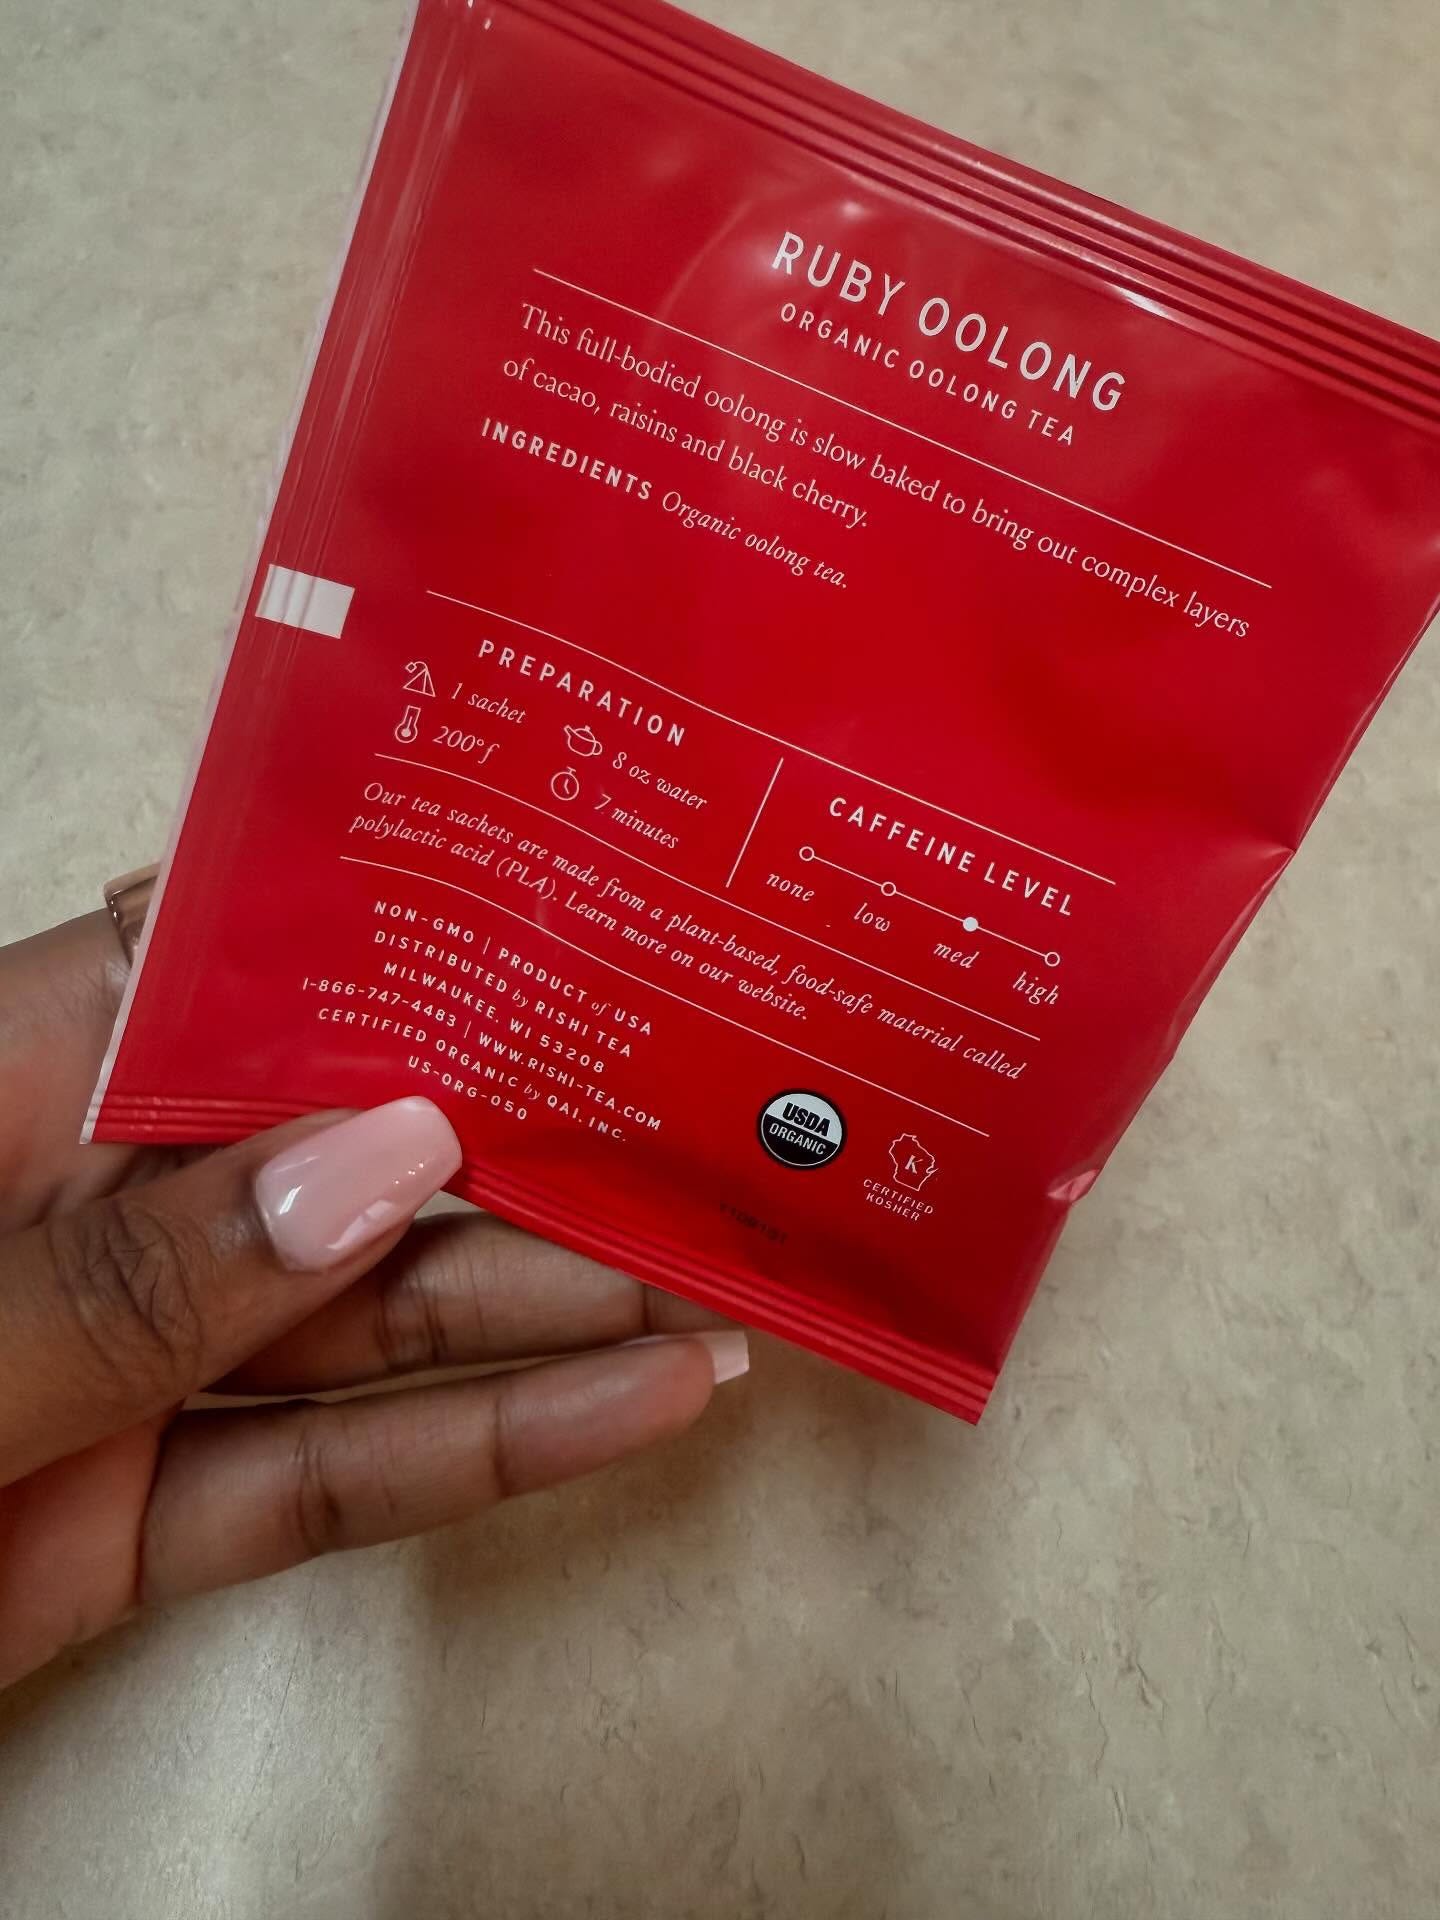 RUBY OOLONG
ORGANIC OOLONG TEA
This full-bodied oolong is slow baked to bring out complex layers
of cacao, raisins and black cherry.
INGREDIENTS Organic oolong tea.
PREPARATION
1 sachet
8 oz water
200°f
7 minutes
CAFFEINE LEVEL
none
low
med
high
Our tea sachets are made from a plant-based, food-safe material called
polylactic acid (PLA). Learn more on our website.
NON-GMO | PRODUCT of USA
DISTRIBUTED by RISHI TEA
MILWAUKEE, WI 53208
1-866-747-4483 | WWW.RISHI-TEA.COM
CERTIFIED ORGANIC by QAI, INC.
US-ORG-050
USDA
ORGANIC
K
CERTIFIED
KOSHER